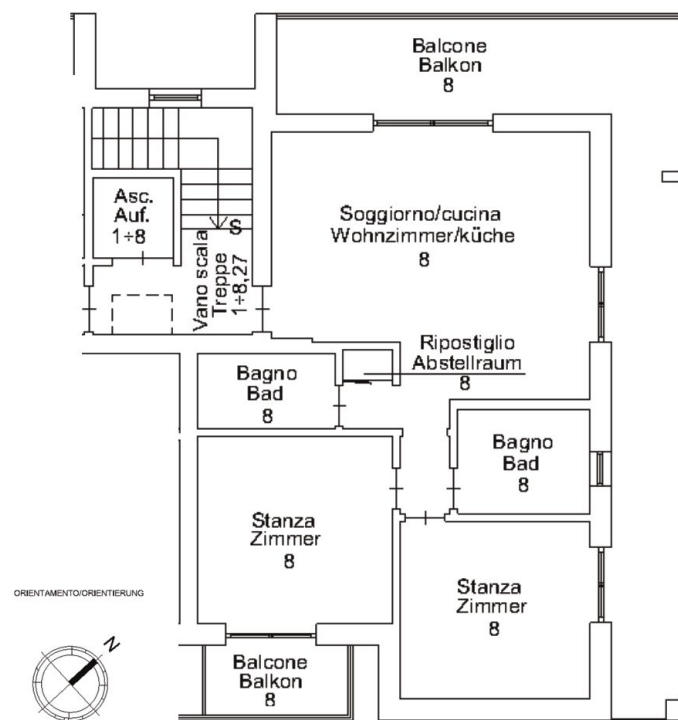 Balcone
Balkon
8
Asc.
Auf.
1÷8
S
Vano scala
Treppe
1÷8,27
Soggiorno/cucina
Wohnzimmer/küche
8
Ripostiglio
Abstellraum
8
Bagno
Bad
8
Bagno
Bad
8
Stanza
Zimmer
8
Stanza
Zimmer
8
ORIENTAMENTO/ORIENTIERUNG
N
Balcone
Balkon
8